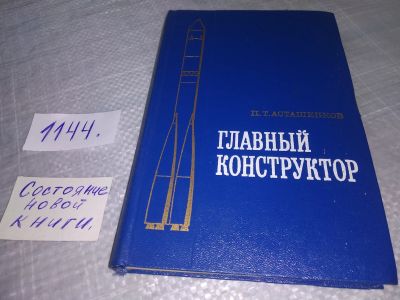 1144.
Состояние
новой
книги.
П.Т.АСТАШЕНКОВ
ГЛАВНЫЙ
КОНСТРУКТОР